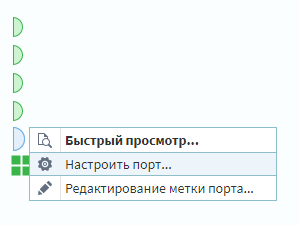 Быстрый просмотр...
Настроить порт...
Редактирование метки порта...